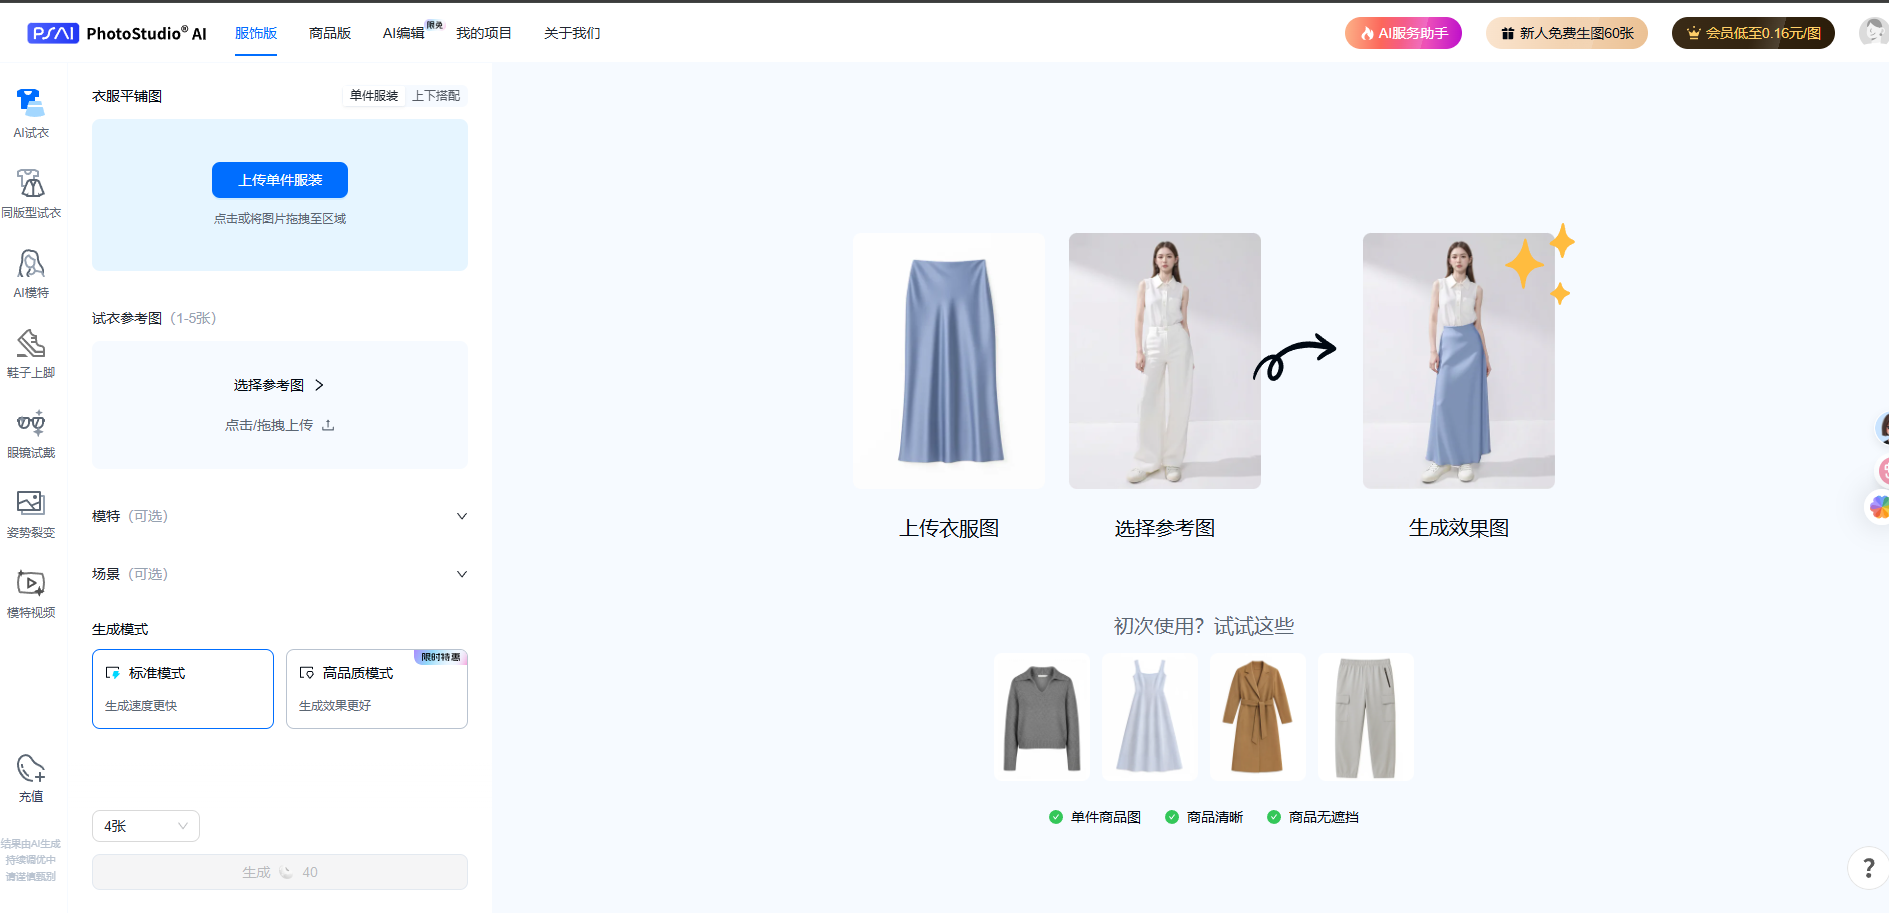 PSAI PhotoStudio® AI
服饰版
商品版
AI编辑
限免
我的项目
关于我们
AI服务助手
新人免费生图60张
会员低至0.16元/图
AI试衣
同版型试衣
AI模特
鞋子上脚
眼镜试戴
姿势裂变
模特视频
充值
结果由AI生成
持续调优中
请谨慎甄别
衣服平铺图
单件服装
上下搭配
上传单件服装
点击或将图片拖拽至区域
试衣参考图（1-5张）
选择参考图
点击/拖拽上传
模特（可选）
场景（可选）
生成模式
标准模式
生成速度更快
限时特惠
高品质模式
生成效果更好
4张
生成 40
上传衣服图
选择参考图
生成效果图
初次使用？试试这些
单件商品图
商品清晰
商品无遮挡
?